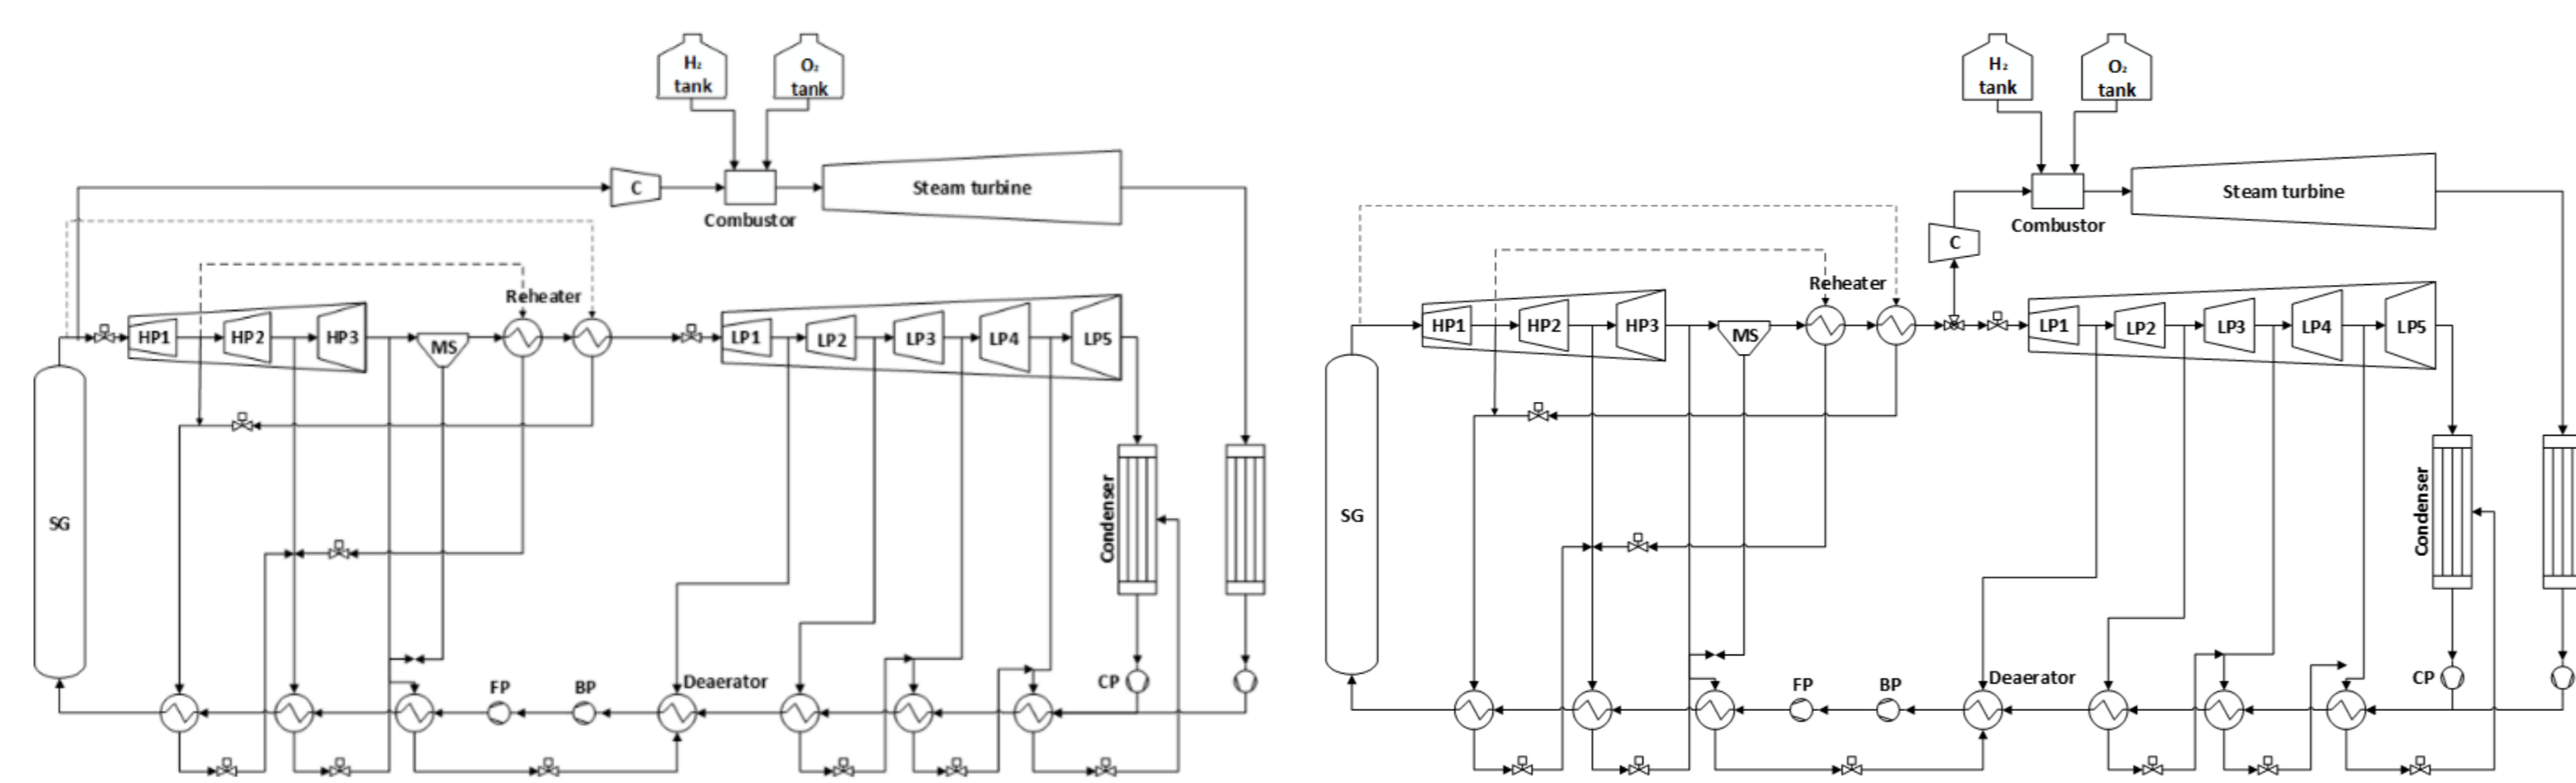 H₂
tank
O₂
tank
C
Combustor
Steam turbine
Reheater
HP1
HP2
HP3
MS
LP1
LP2
LP3
LP4
LP5
SG
Condenser
FP
BP
Deaerator
CP
H₂
tank
O₂
tank
Steam turbine
Combustor
C
Reheater
HP1
HP2
HP3
MS
LP1
LP2
LP3
LP4
LP5
SG
Condenser
FP
BP
Deaerator
CP